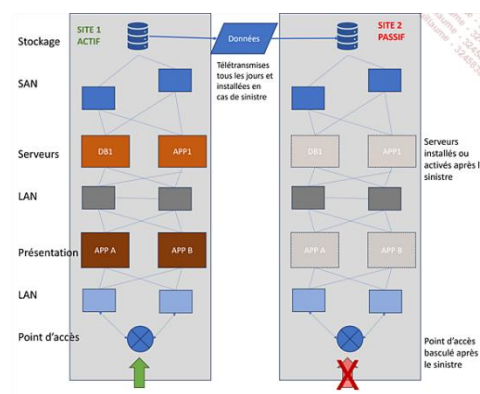 SITE 1
ACTIF
SITE 2
PASSIF
Stockage
Données
Télétransmises
tous les jours et
installées en
cas de sinistre
SAN
Serveurs
DB1
APP1
DB1
APP1
Serveurs
installés ou
activés après l
sinistre
LAN
Présentation
APP A
APP B
APP A
APP B
LAN
Point d'accès
Point d'accès
basculé après
le sinistre